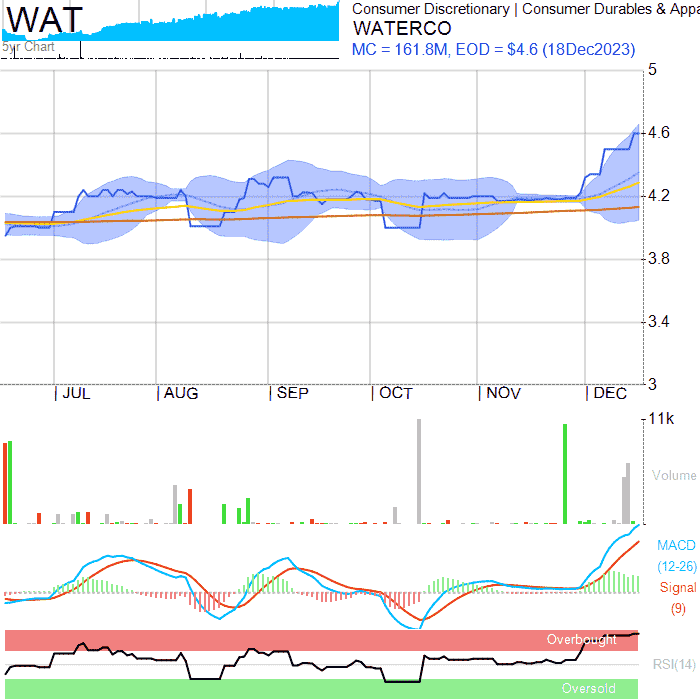 WAT
5yr Chart
Consumer Discretionary | Consumer Durables & Appa
WATERCO
MC = 161.8M, EOD = $4.6 (18Dec2023)
5
4.6
4.2
3.8
3.4
3
| JUL | AUG | SEP | OCT | NOV | DEC
11k
Volume
MACD
(12-26)
Signal
(9)
Overbought
RSI(14)
Oversold